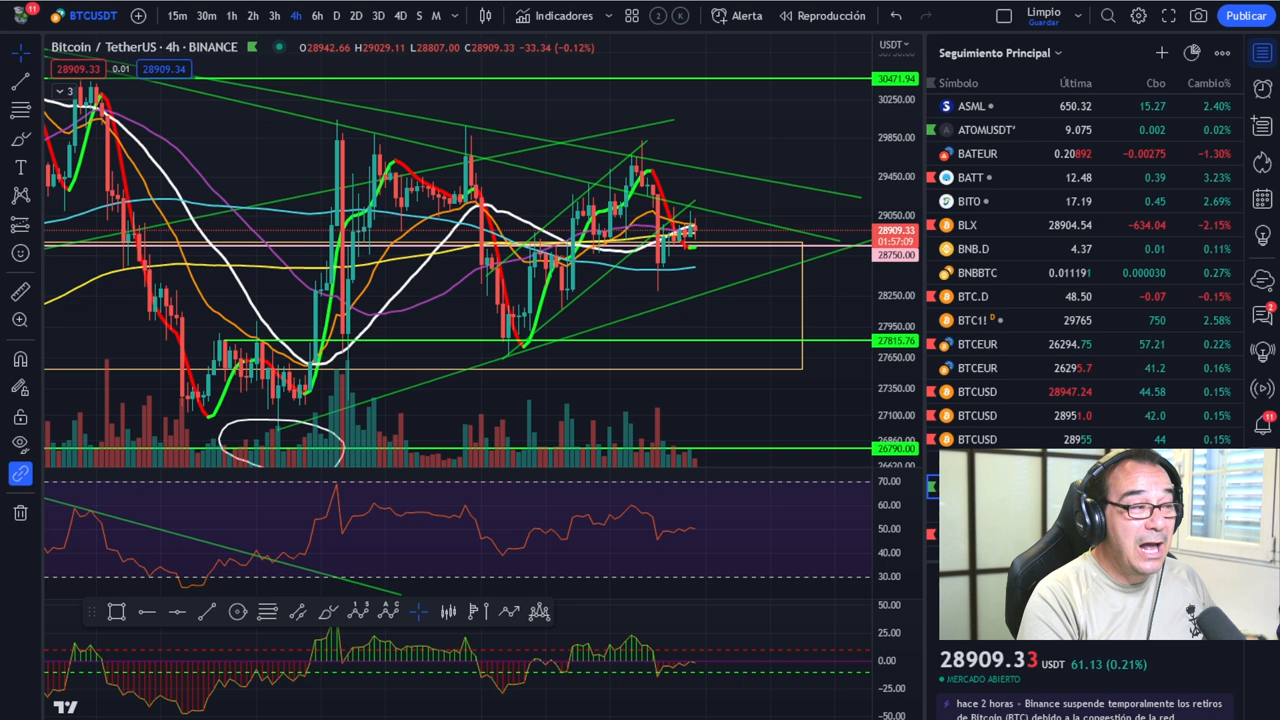 11
BTCUSDT
15m 30m 1h 2h 3h 4h 6h D 2D 3D 4D S M
Indicadores
2 K
Alerta
Reproducción
Limpio
Guardar
Publicar
Bitcoin / TetherUS · 4h · BINANCE
O28942.66 H29029.11 L28807.00 C28909.33 −33.34 (−0.12%)
28909.33 0.01 28909.34
3
USDT
30471.94
30250.00
29850.00
29450.00
29050.00
28909.33
01:57:09
28750.00
28250.00
27950.00
27815.76
27650.00
27350.00
27100.00
26860.00
26790.00
26620.00
70.00
60.00
50.00
40.00
30.00
50.00
25.00
0.00
−25.00
−50.00
Seguimiento Principal
Símbolo Última Cbo Cambio%
ASML 650.32 15.27 2.40%
ATOMUSDT 9.075 0.002 0.02%
BATEUR 0.20892 −0.00275 −1.30%
BATT 12.48 0.39 3.23%
BITO 17.19 0.45 2.69%
BLX 28904.54 −634.04 −2.15%
BNB.D 4.37 0.01 0.11%
BNBBTC 0.011191 0.000030 0.27%
BTC.D 48.50 −0.07 −0.15%
BTC1! D 29765 750 2.58%
BTCEUR 26294.75 57.21 0.22%
BTCEUR 26295.7 41.2 0.16%
BTCUSD 28947.24 44.58 0.15%
BTCUSD 28951.0 42.0 0.15%
BTCUSD 28955 44 0.15%
2
11
28909.33 USDT 61.13 (0.21%)
MERCADO ABIERTO
hace 2 horas • Binance suspende temporalmente los retiros
de Bitcoin (BTC) debido a la congestión de la red